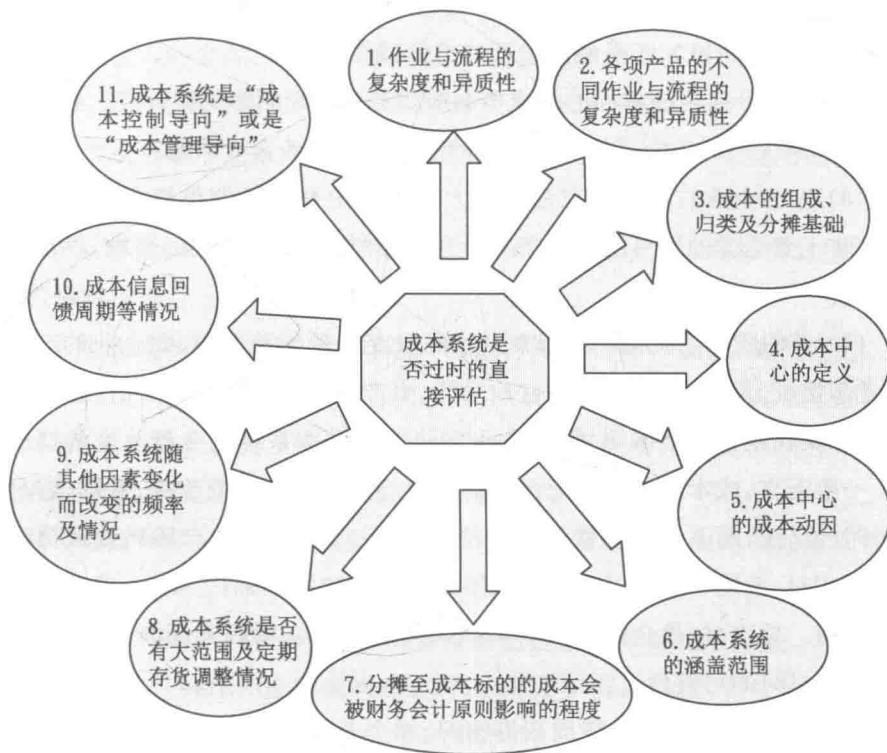 1.作业与流程的
复杂度和异质性
2.各项产品的不
同作业与流程的
复杂度和异质性
3.成本的组成、
归类及分摊基础
4.成本中
心的定义
5.成本中心
的成本动因
6.成本系统
的涵盖范围
7.分摊至成本标的的成本会
被财务会计原则影响的程度
8.成本系统是否
有大范围及定期
存货调整情况
9.成本系统随
其他因素变化
而改变的频率
及情况
10.成本信息回
馈周期等情况
11.成本系统是“成
本控制导向”或是
“成本管理导向”
成本系统是
否过时的直
接评估